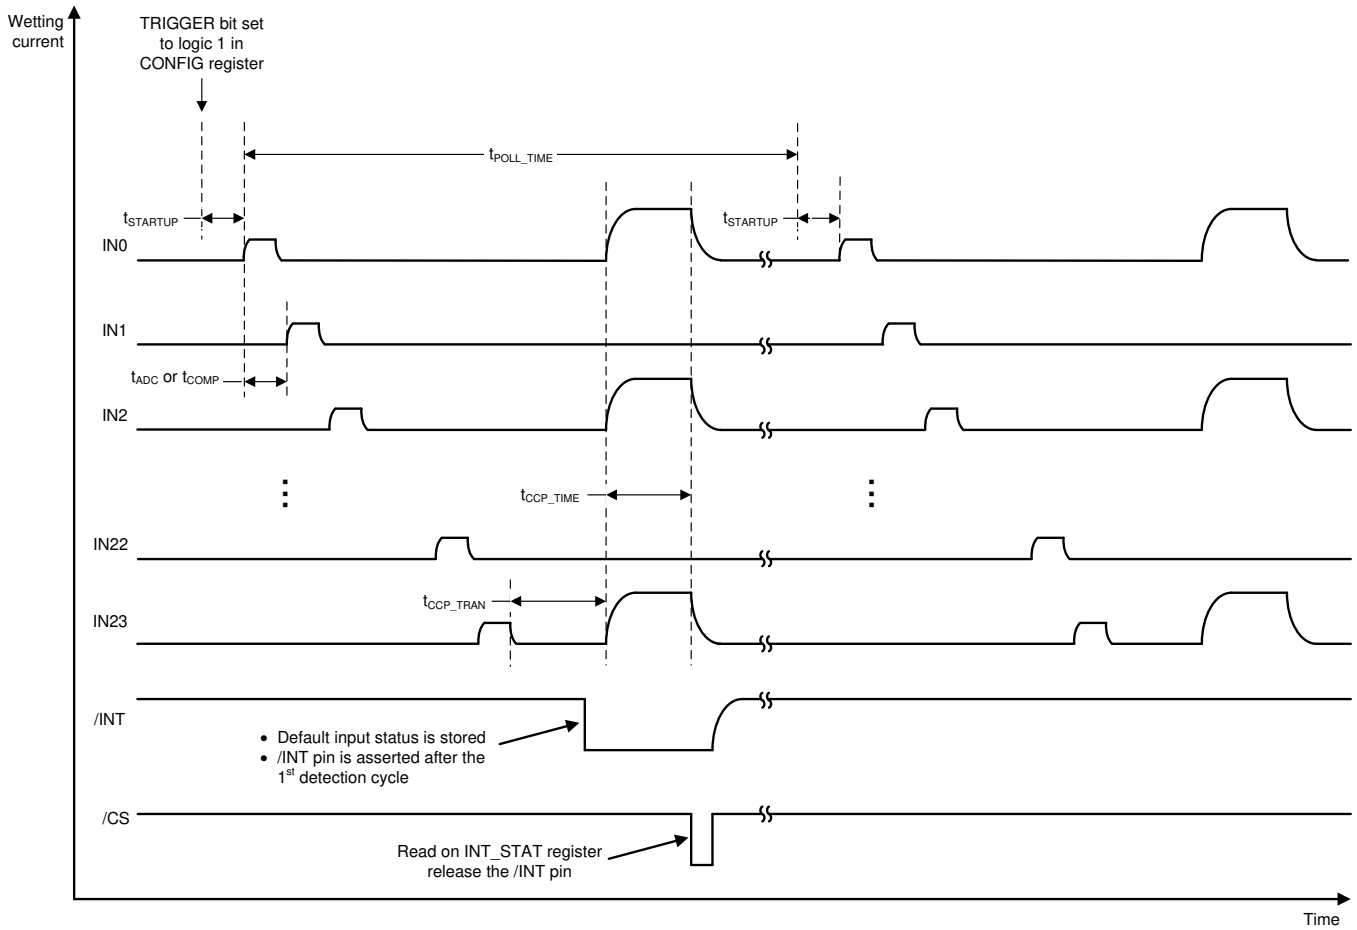 Wetting
current
TRIGGER bit set
to logic 1 in
CONFIG register
tPOLL_TIME
tSTARTUP
tSTARTUP
IN0
IN1
tADC or tCOMP
IN2
tCCP_TIME
IN22
tCCP_TRAN
IN23
/INT
• Default input status is stored
• /INT pin is asserted after the
1st detection cycle
/CS
Read on INT_STAT register
release the /INT pin
Time